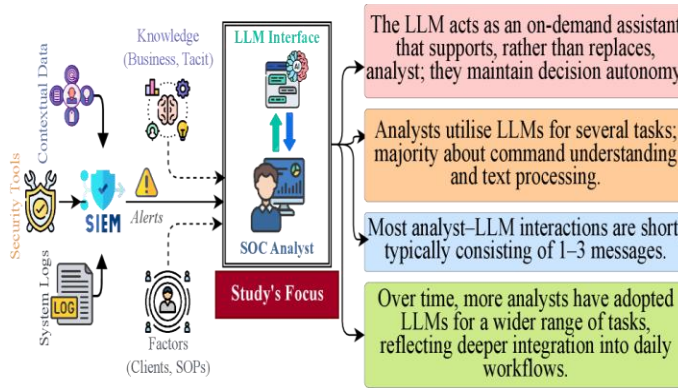 Contextual Data
Security Tools
System Logs
SIEM
LOG
Alerts
Knowledge
(Business, Tacit)
Factors
(Clients, SOPs)
LLM Interface
AI
SOC Analyst
Study's Focus
The LLM acts as an on-demand assistant
that supports, rather than replaces,
analyst; they maintain decision autonomy
Analysts utilise LLMs for several tasks;
majority about command understanding
and text processing.
Most analyst–LLM interactions are short
typically consisting of 1–3 messages.
Over time, more analysts have adopted
LLMs for a wider range of tasks,
reflecting deeper integration into daily
workflows.